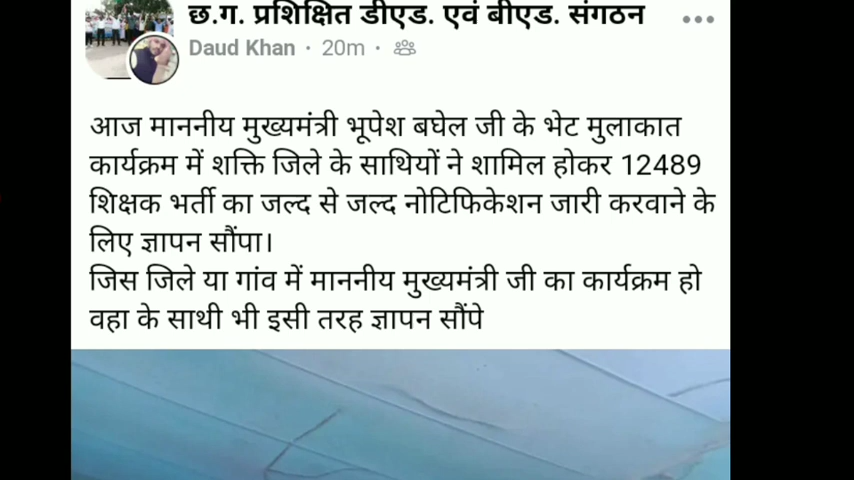 छ.ग. प्रशिक्षित डीएड. एवं बीएड. संगठन
Daud Khan · 20m ·
आज माननीय मुख्यमंत्री भूपेश बघेल जी के भेट मुलाकात
कार्यक्रम में शक्ति जिले के साथियों ने शामिल होकर 12489
शिक्षक भर्ती का जल्द से जल्द नोटिफिकेशन जारी करवाने के
लिए ज्ञापन सौंपा।
जिस जिले या गांव में माननीय मुख्यमंत्री जी का कार्यक्रम हो
वहा के साथी भी इसी तरह ज्ञापन सौंपे